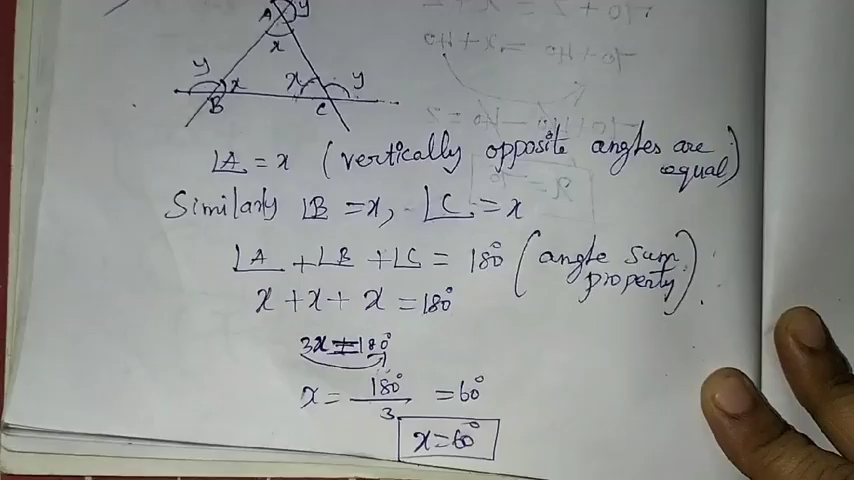 A y
x
y x x y
B C
∠A = x (vertically opposite angles are equal)
Similarly ∠B = x, ∠C = x
∠A + ∠B + ∠C = 180° (angle sum property).
x + x + x = 180°
3x = 180°
x = 180°/3 = 60°
x = 60°